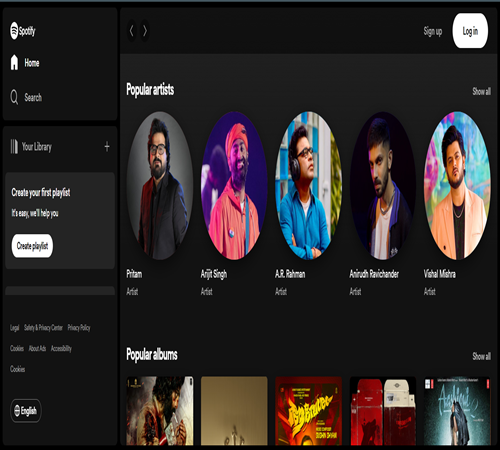 Spotify
Home
Search
Your Library
Create your first playlist
It's easy, we'll help you
Create playlist
Legal Safety & Privacy Center Privacy Policy
Cookies About Ads Accessibility
Cookies
English
Sign up Log in
Popular artists Show all
Pritam Arijit Singh A.R. Rahman Anirudh Ravichander Vishal Mishra
Artist Artist Artist Artist Artist
Popular albums Show all
SUSHIN SHYAM